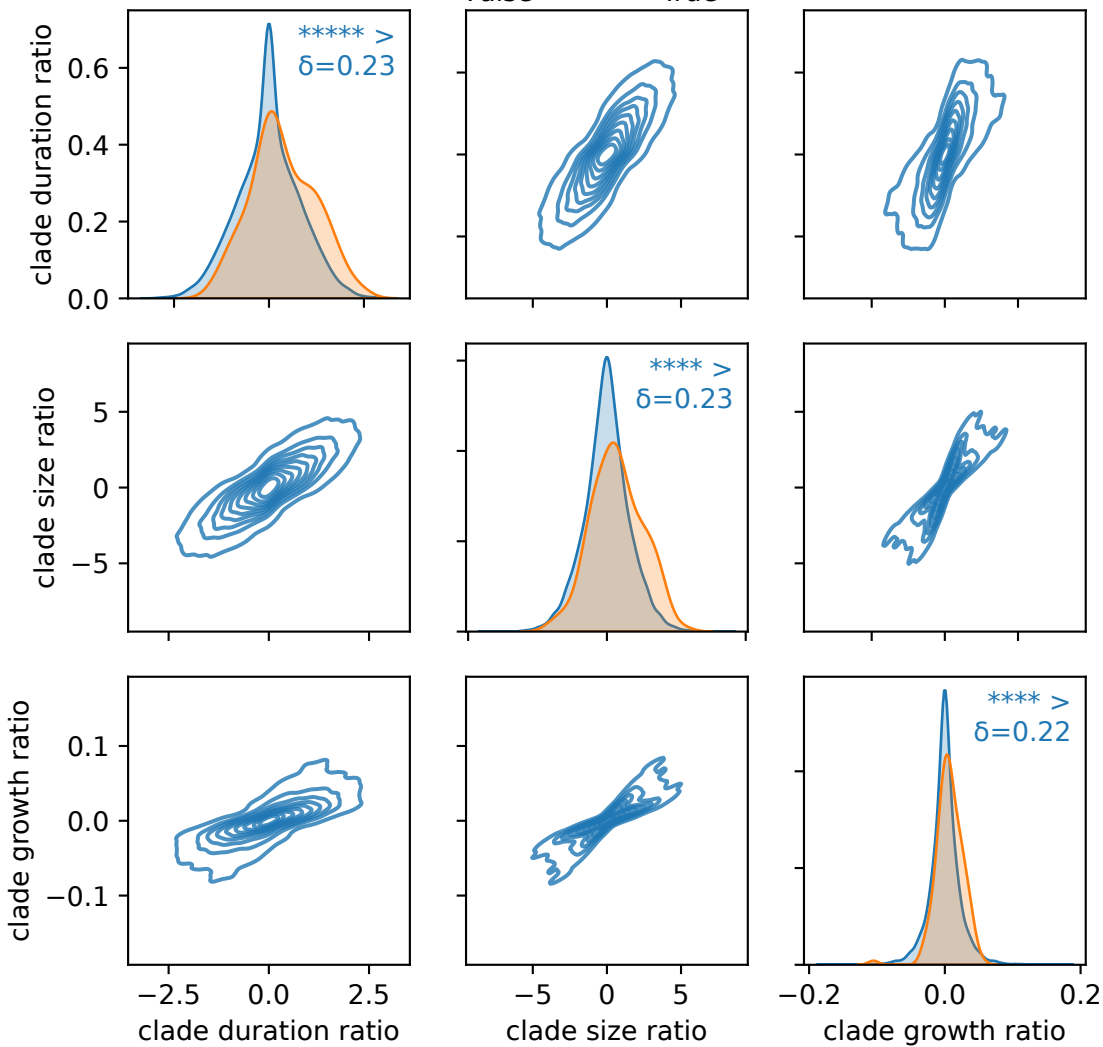 clade duration ratio
0.6
0.4
0.2
0.0
***** >
δ=0.23
clade size ratio
5
0
−5
**** >
δ=0.23
clade growth ratio
0.1
0.0
−0.1
**** >
δ=0.22
−2.5 0.0 2.5
−5 0 5
−0.2 0.0 0.2
clade duration ratio
clade size ratio
clade growth ratio